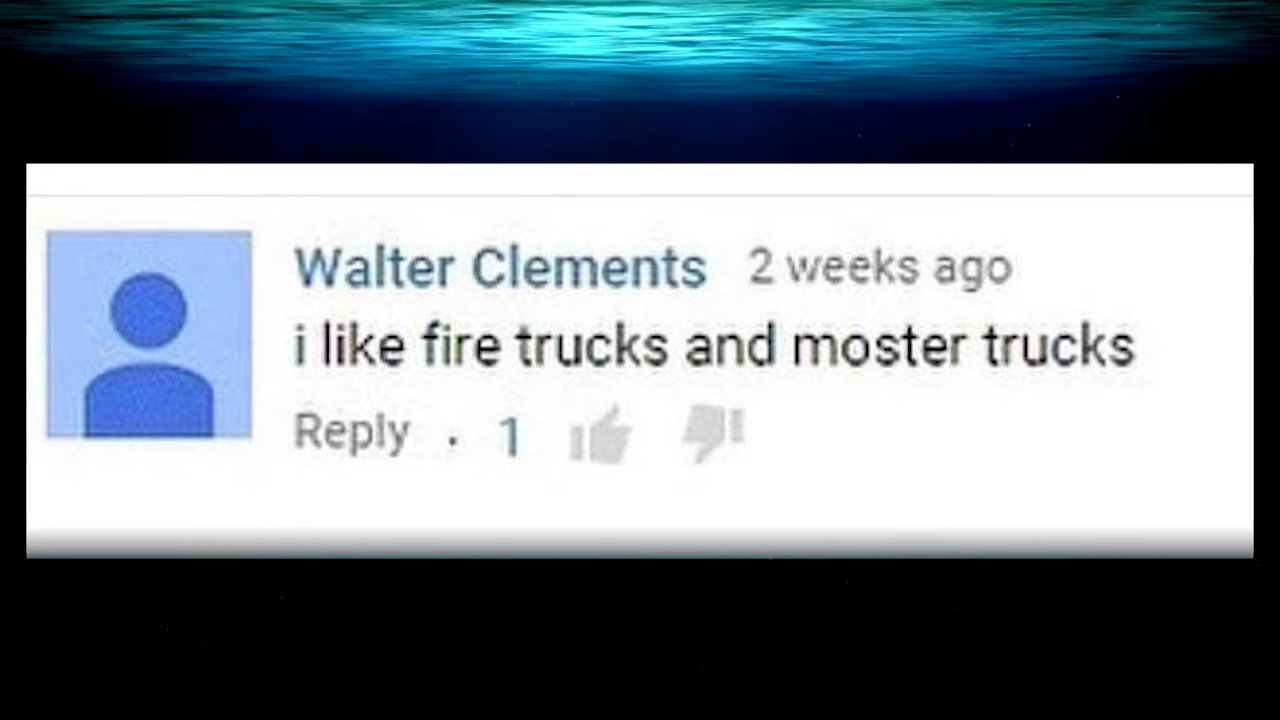 Walter Clements 2 weeks ago
i like fire trucks and moster trucks
Reply · 1